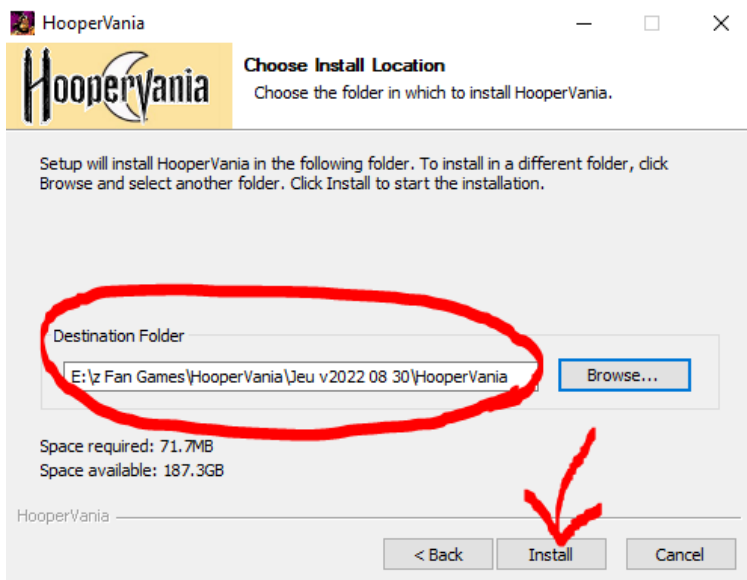 HooperVania
HooperVania
Choose Install Location
Choose the folder in which to install HooperVania.
Setup will install HooperVania in the following folder. To install in a different folder, click
Browse and select another folder. Click Install to start the installation.
Destination Folder
E:\z Fan Games\HooperVania\Jeu v2022 08 30\HooperVania
Browse...
Space required: 71.7MB
Space available: 187.3GB
HooperVania
< Back
Install
Cancel